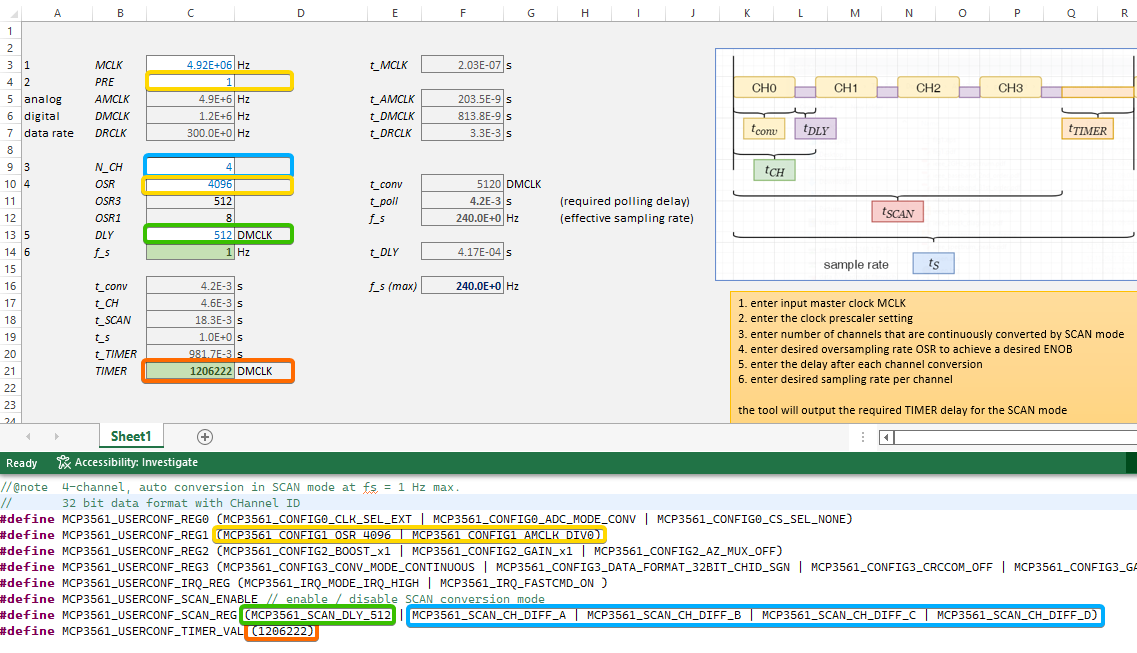 A B C D E F G H I J K L M N O P Q R
1
2
3 1 MCLK 4.92E+06 Hz t_MCLK 2.03E-07 s
4 2 PRE 1
5 analog AMCLK 4.9E+6 Hz t_AMCLK 203.5E-9 s
6 digital DMCLK 1.2E+6 Hz t_DMCLK 813.8E-9 s
7 data rate DRCLK 300.0E+0 Hz t_DRCLK 3.3E-3 s
8
9 3 N_CH 4
10 4 OSR 4096 t_conv 5120 DMCLK
11 OSR3 512 t_poll 4.2E-3 s (required polling delay)
12 OSR1 8 f_s 240.0E+0 Hz (effective sampling rate)
13 5 DLY 512 DMCLK t_DLY 4.17E-04 s
14 6 f_s 1 Hz
15
16 t_conv 4.2E-3 s f_s (max) 240.0E+0 Hz
17 t_CH 4.6E-3 s
18 t_SCAN 18.3E-3 s
19 t_s 1.0E+0 s
20 t_TIMER 981.7E-3 s
21 TIMER 1206222 DMCLK
22
23
24
CH0 CH1 CH2 CH3
tconv tDLY tTIMER
tCH
tSCAN
sample rate tS
1. enter input master clock MCLK
2. enter the clock prescaler setting
3. enter number of channels that are continuously converted by SCAN mode
4. enter desired oversampling rate OSR to achieve a desired ENOB
5. enter the delay after each channel conversion
6. enter desired sampling rate per channel
the tool will output the required TIMER delay for the SCAN mode
Sheet1
Ready Accessibility: Investigate
//@note 4-channel, auto conversion in SCAN mode at fs = 1 Hz max.
// 32 bit data format with CHannel ID
#define MCP3561_USERCONF_REG0 (MCP3561_CONFIG0_CLK_SEL_EXT | MCP3561_CONFIG0_ADC_MODE_CONV | MCP3561_CONFIG0_CS_SEL_NONE)
#define MCP3561_USERCONF_REG1 (MCP3561_CONFIG1_OSR_4096 | MCP3561_CONFIG1_AMCLK_DIV0)
#define MCP3561_USERCONF_REG2 (MCP3561_CONFIG2_BOOST_x1 | MCP3561_CONFIG2_GAIN_x1 | MCP3561_CONFIG2_AZ_MUX_OFF)
#define MCP3561_USERCONF_REG3 (MCP3561_CONFIG3_CONV_MODE_CONTINUOUS | MCP3561_CONFIG3_DATA_FORMAT_32BIT_CHID_SGN | MCP3561_CONFIG3_CRCCOM_OFF | MCP3561_CONFIG3_GA
#define MCP3561_USERCONF_IRQ_REG (MCP3561_IRQ_MODE_IRQ_HIGH | MCP3561_IRQ_FASTCMD_ON )
#define MCP3561_USERCONF_SCAN_ENABLE // enable / disable SCAN conversion mode
#define MCP3561_USERCONF_SCAN_REG (MCP3561_SCAN_DLY_512 | MCP3561_SCAN_CH_DIFF_A | MCP3561_SCAN_CH_DIFF_B | MCP3561_SCAN_CH_DIFF_C | MCP3561_SCAN_CH_DIFF_D)
#define MCP3561_USERCONF_TIMER_VAL (1206222)